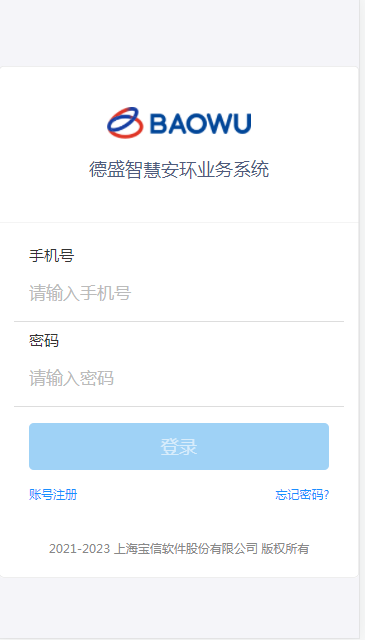 BAOWU
德盛智慧安环业务系统
手机号
请输入手机号
密码
请输入密码
登录
账号注册
忘记密码?
2021-2023 上海宝信软件股份有限公司 版权所有